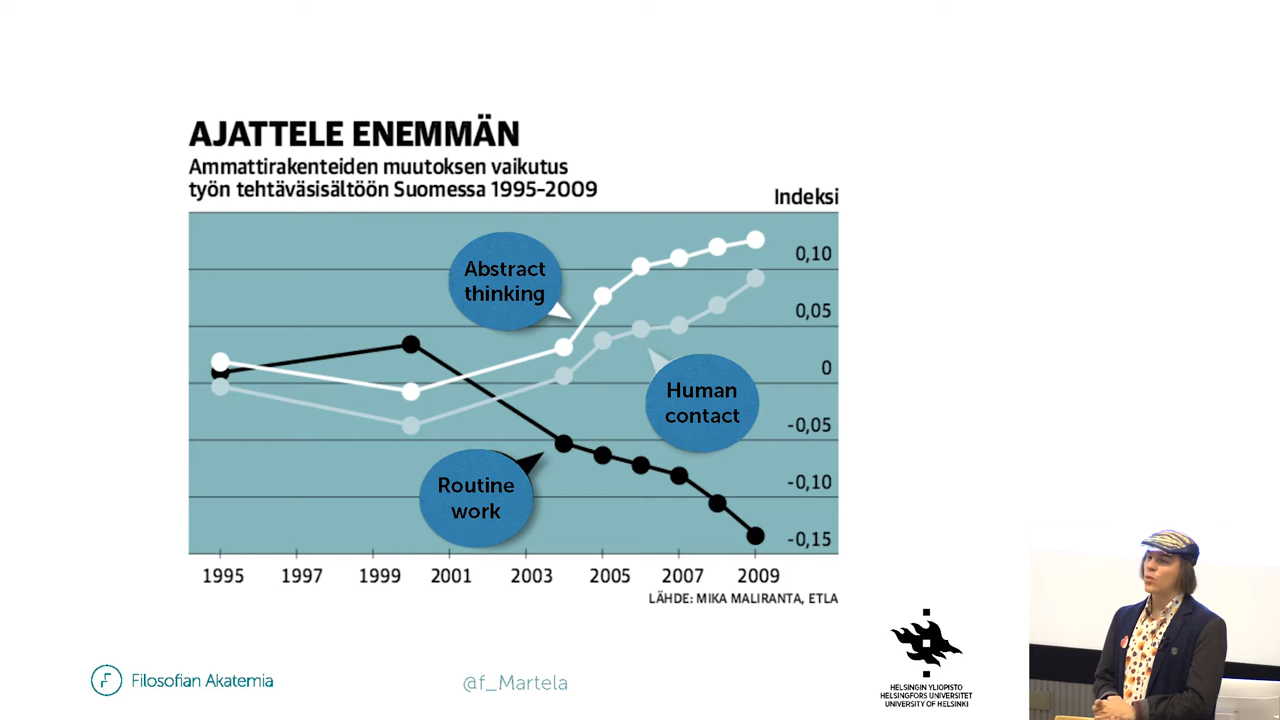 AJATTELE ENEMMÄN
Ammattirakenteiden muutoksen vaikutus
työn tehtäväsisältöön Suomessa 1995–2009
Indeksi
Abstract
thinking
0,10
0,05
0
Human
contact
-0,05
Routine
work
-0,10
-0,15
1995 1997 1999 2001 2003 2005 2007 2009
LÄHDE: MIKA MALIRANTA, ETLA
Filosofian Akatemia
@f_Martela
HELSINGIN YLIOPISTO
HELSINGFORS UNIVERSITET
UNIVERSITY OF HELSINKI